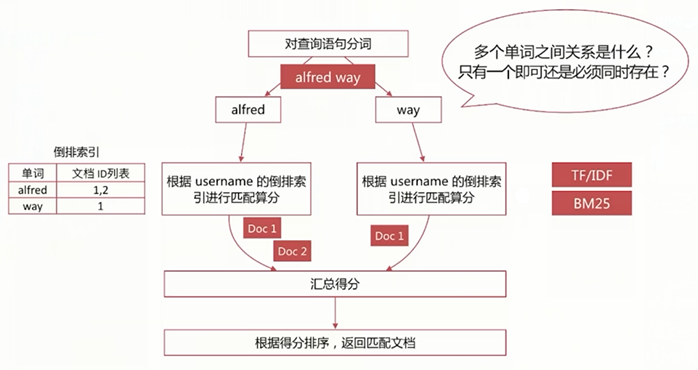 对查询语句分词
多个单词之间关系是什么？
只有一个即可还是必须同时存在？
alfred way
alfred
way
倒排索引
单词 文档 ID列表
alfred 1,2
way 1
根据 username 的倒排索
引进行匹配算分
根据 username 的倒排索
引进行匹配算分
TF/IDF
BM25
Doc 1
Doc 2
Doc 1
汇总得分
根据得分排序，返回匹配文档